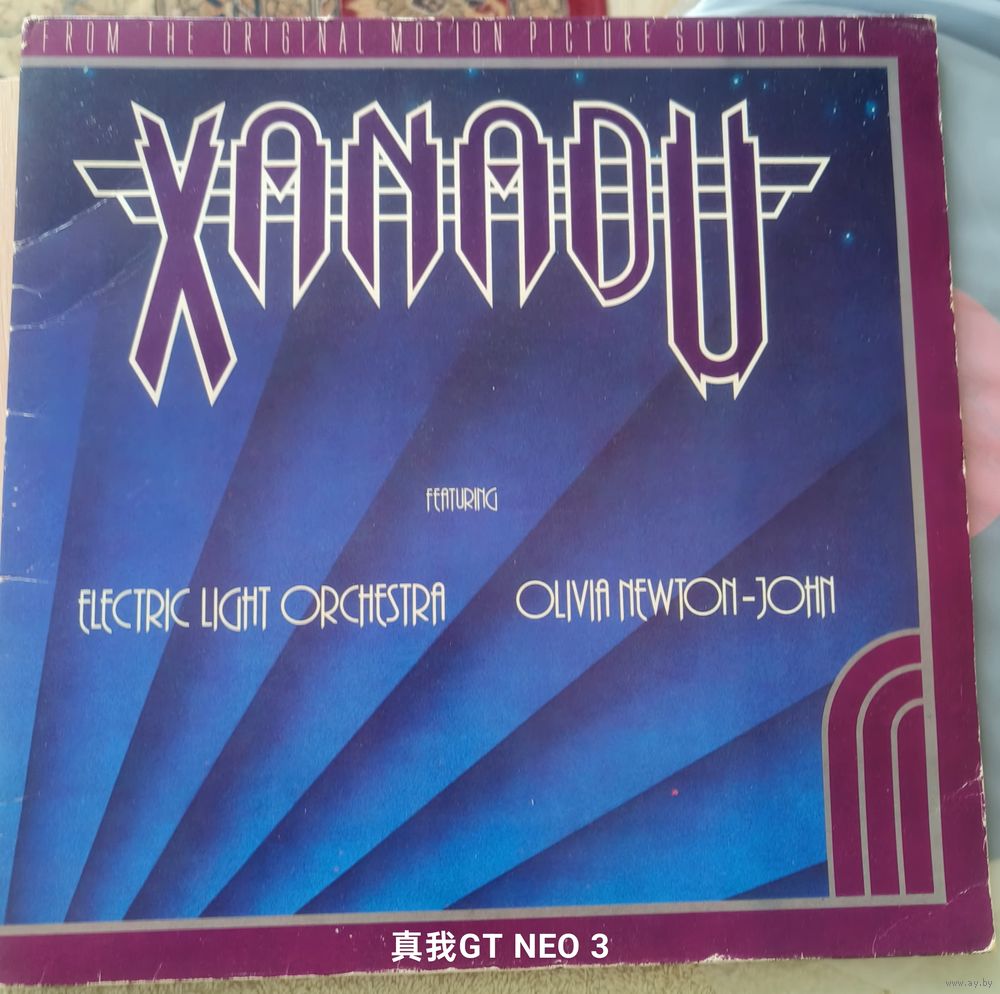 FROM THE ORIGINAL MOTION PICTURE SOUNDTRACK
XANADU
FEATURING
ELECTRIC LIGHT ORCHESTRA OLIVIA NEWTON-JOHN
真我GT NEO 3
www.ay.by